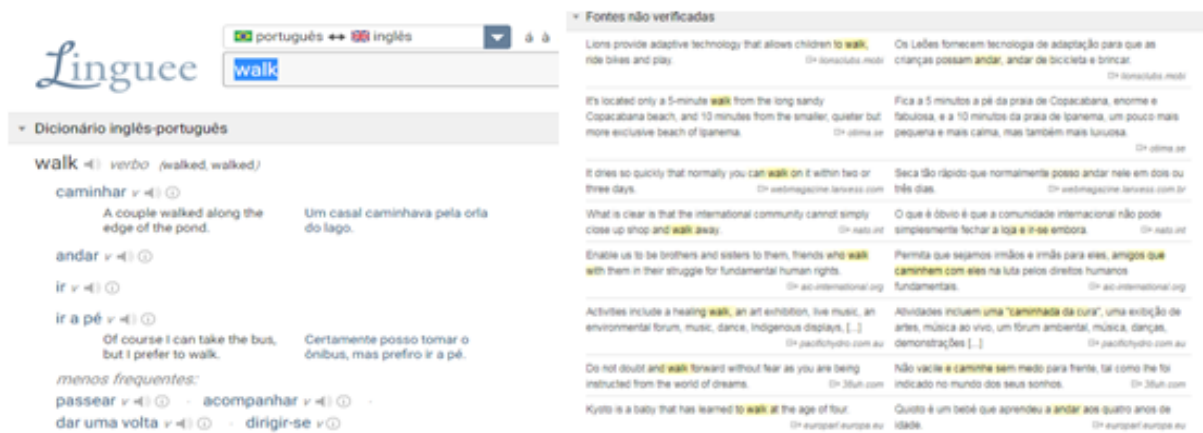 Linguee
português ↔ inglês
á à
walk
Dicionário inglês-português
walk verbo (walked, walked)
caminhar v
A couple walked along the Um casal caminhava pela orla
edge of the pond. do lago.
andar v
ir v
ir a pé v
Of course I can take the bus, Certamente posso tomar o
but I prefer to walk. ônibus, mas prefiro ir a pé.
menos frequentes:
passear v · acompanhar v ·
dar uma volta v · dirigir-se v
Fontes não verificadas
Lions provide adaptive technology that allows children to walk, Os Leões fornecem tecnologia de adaptação para que as
ride bikes and play. lionsclubs.mobi crianças possam andar, andar de bicicleta e brincar.
lionsclubs.mobi
It's located only a 5-minute walk from the long sandy Fica a 5 minutos a pé da praia de Copacabana, enorme e
Copacabana beach, and 10 minutes from the smaller, quieter but fabulosa, e a 10 minutos da praia de Ipanema, um pouco mais
more exclusive beach of Ipanema. otima.se pequena e mais calma, mas também mais luxuosa.
otima.se
It dries so quickly that normally you can walk on it within two or Seca tão rápido que normalmente posso andar nele em dois ou
three days. webmagazine.lanxess.com três dias. webmagazine.lanxess.com.br
What is clear is that the international community cannot simply O que é óbvio é que a comunidade internacional não pode
close up shop and walk away. nato.int simplesmente fechar a loja e ir-se embora. nato.int
Enable us to be brothers and sisters to them, friends who walk Permita que sejamos irmãos e irmãs para eles, amigos que
with them in their struggle for fundamental human rights. caminhem com eles na luta pelos direitos humanos
aic-international.org fundamentais. aic-international.org
Activities include a healing walk, an art exhibition, live music, an Atividades incluem uma "caminhada da cura", uma exibição de
environmental forum, music, dance, Indigenous displays, [...] artes, música ao vivo, um fórum ambiental, música, danças,
pacifichydro.com.au demonstrações [...] pacifichydro.com.au
Do not doubt and walk forward without fear as you are being Não vacile e caminhe sem medo para frente, tal como lhe foi
instructed from the world of dreams. 38uh.com indicado no mundo dos seus sonhos. 38uh.com
Kyoto is a baby that has learned to walk at the age of four. Quioto é um bebé que aprendeu a andar aos quatro anos de
europarl.europa.eu idade. europarl.europa.eu